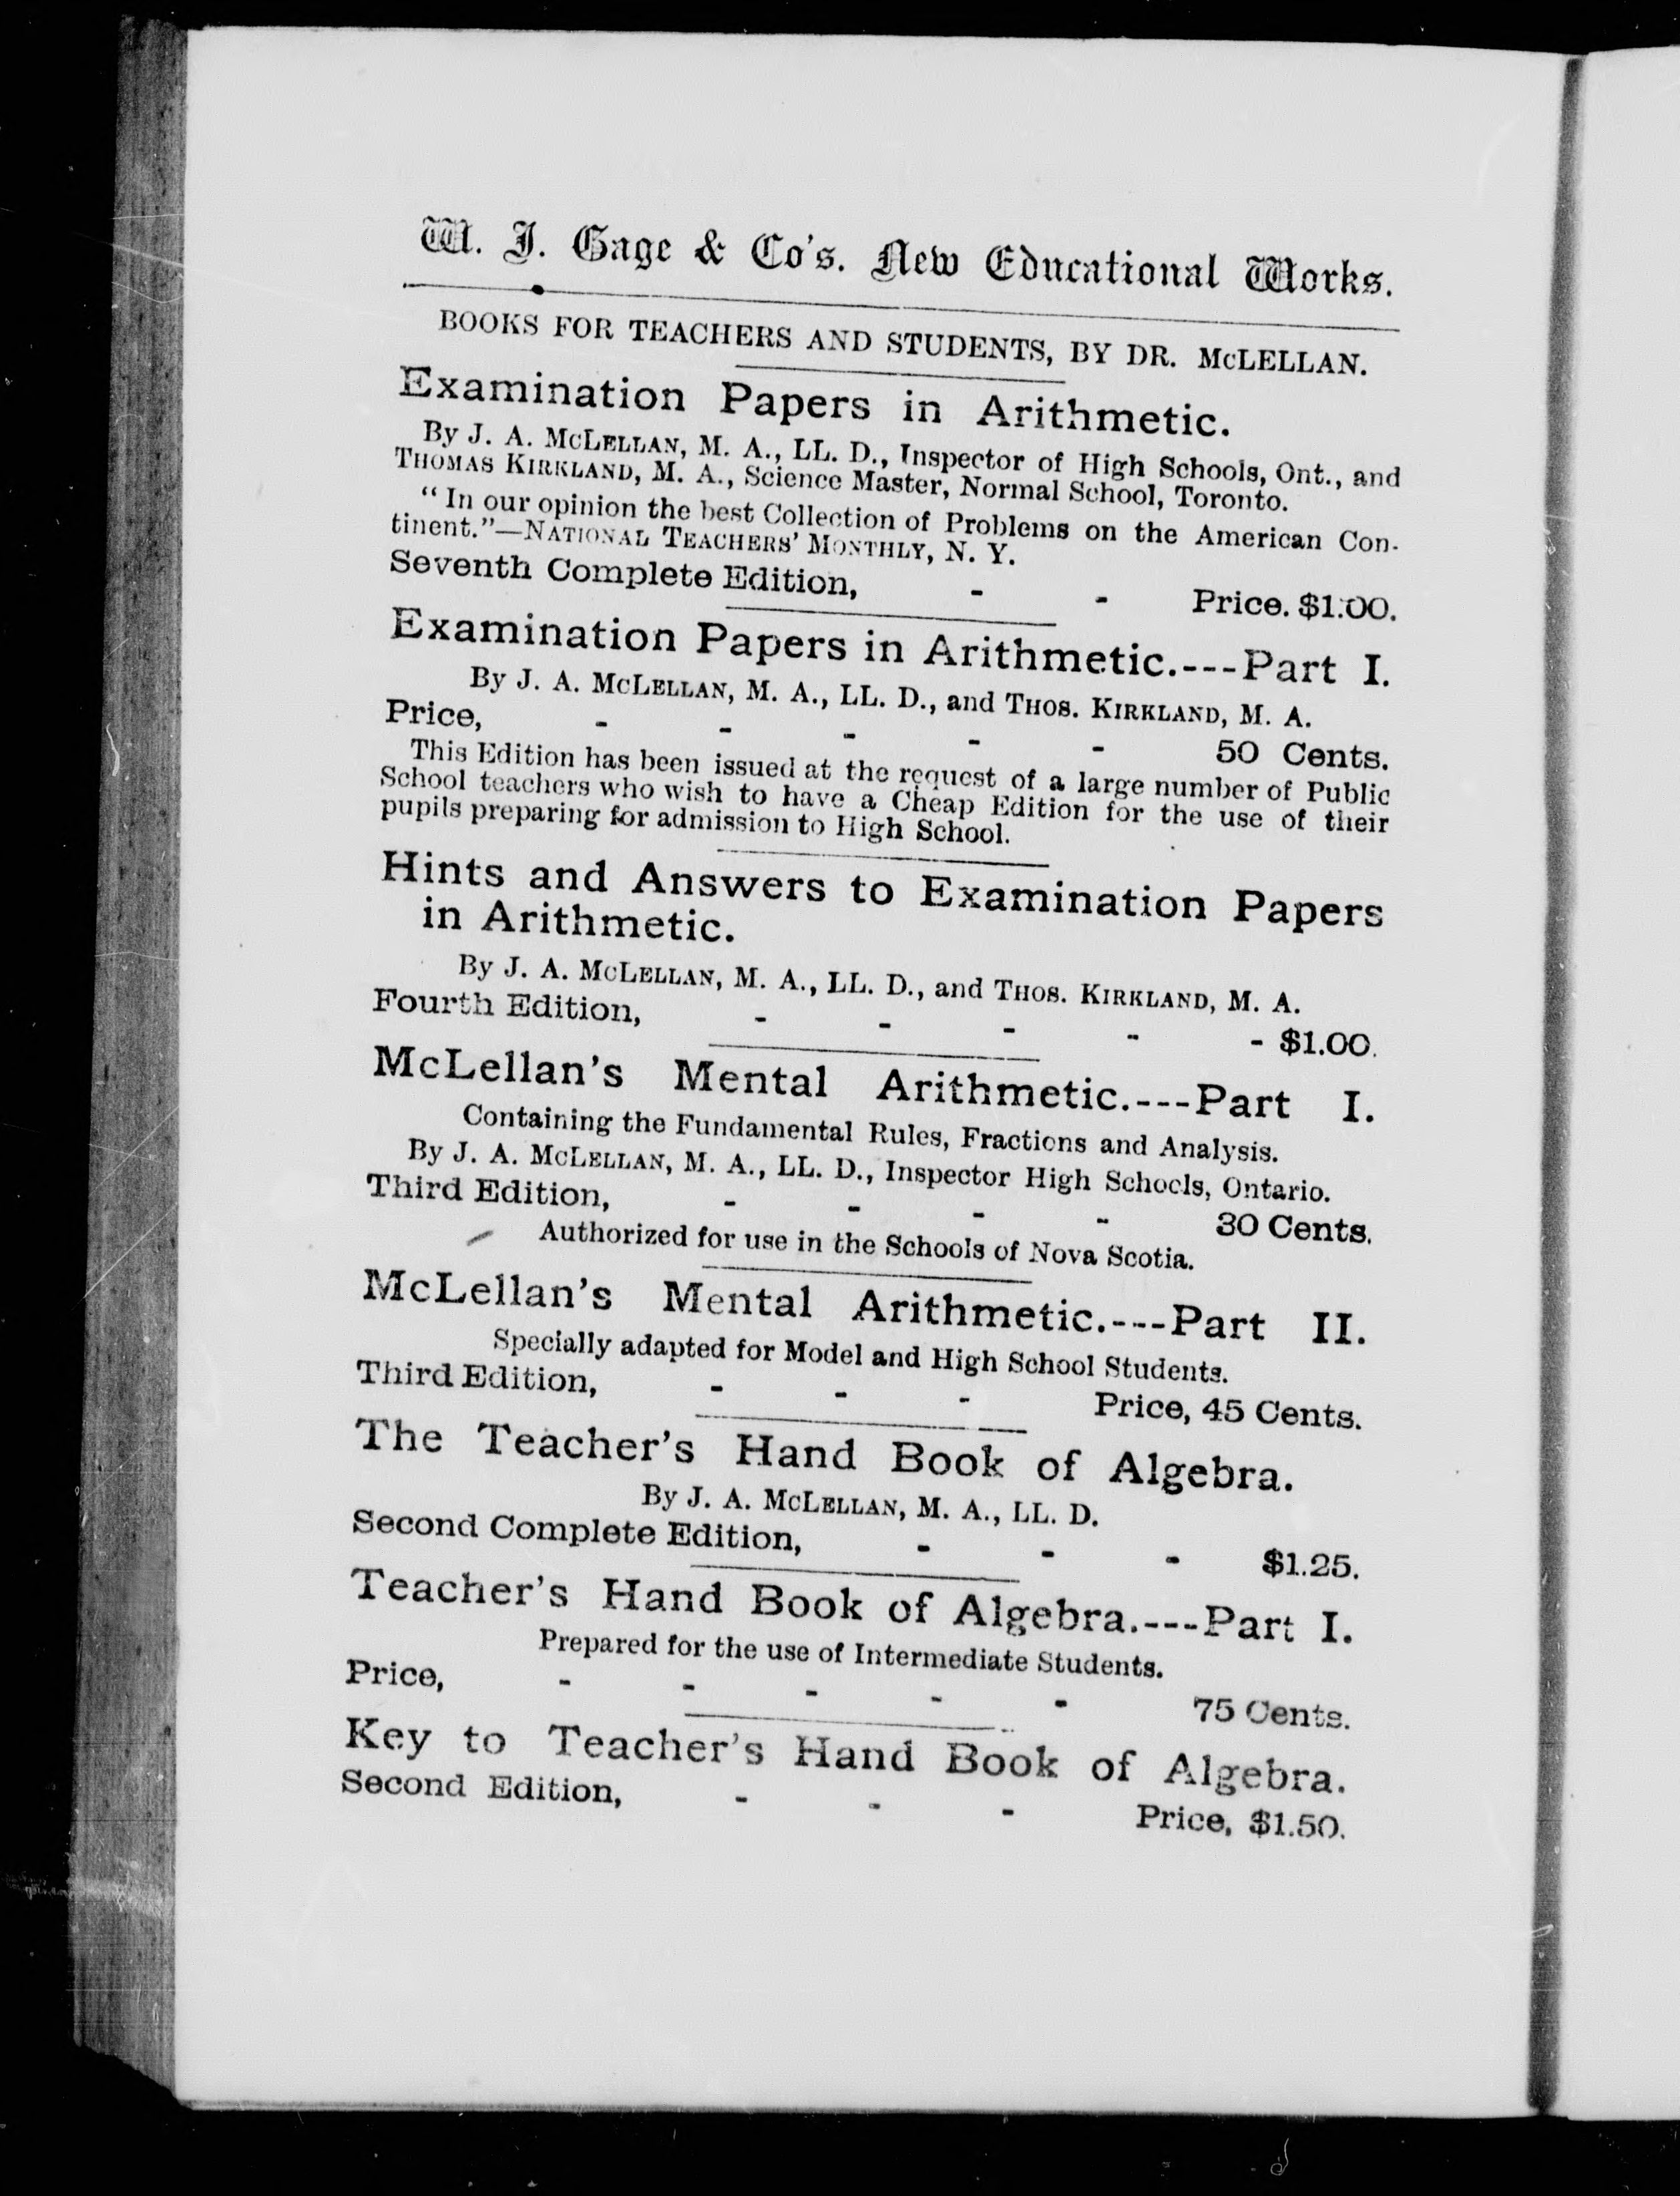 W. J. Gage & Co's. New Educational Works.
BOOKS FOR TEACHERS AND STUDENTS, BY DR. McLELLAN.
Examination Papers in Arithmetic.
By J. A. McLELLAN, M. A., LL. D., Inspector of High Schools, Ont., and
THOMAS KIRKLAND, M. A., Science Master, Normal School, Toronto.
"In our opinion the best Collection of Problems on the American Con-
tinent."—NATIONAL TEACHERS' MONTHLY, N. Y.
Seventh Complete Edition, - - Price. $1.00.
Examination Papers in Arithmetic.---Part I.
By J. A. McLELLAN, M. A., LL. D., and THOS. KIRKLAND, M. A.
Price, - - - - - 50 Cents.
This Edition has been issued at the request of a large number of Public
School teachers who wish to have a Cheap Edition for the use of their
pupils preparing for admission to High School.
Hints and Answers to Examination Papers
in Arithmetic.
By J. A. McLELLAN, M. A., LL. D., and THOS. KIRKLAND, M. A.
Fourth Edition, - - - - - $1.00.
McLellan's Mental Arithmetic.---Part I.
Containing the Fundamental Rules, Fractions and Analysis.
By J. A. McLELLAN, M. A., LL. D., Inspector High Schools, Ontario.
Third Edition, - - - - 30 Cents.
Authorized for use in the Schools of Nova Scotia.
McLellan's Mental Arithmetic.---Part II.
Specially adapted for Model and High School Students.
Third Edition, - - - Price, 45 Cents.
The Teacher's Hand Book of Algebra.
By J. A. McLELLAN, M. A., LL. D.
Second Complete Edition, - - - $1.25.
Teacher's Hand Book of Algebra.---Part I.
Prepared for the use of Intermediate Students.
Price, - - - - - 75 Cents.
Key to Teacher's Hand Book of Algebra.
Second Edition, - - - Price, $1.50.